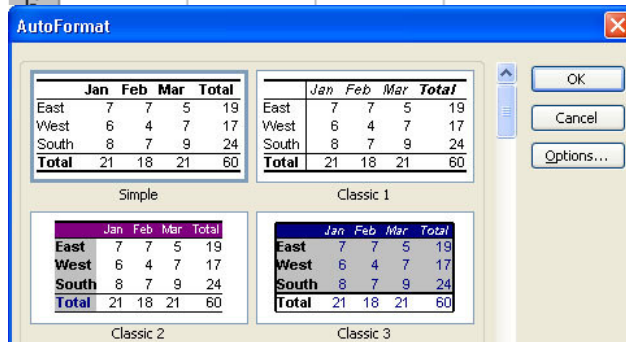 AutoFormat
Jan Feb Mar Total
East 7 7 5 19
West 6 4 7 17
South 8 7 9 24
Total 21 18 21 60
Simple
Jan Feb Mar Total
East 7 7 5 19
West 6 4 7 17
South 8 7 9 24
Total 21 18 21 60
Classic 1
Jan Feb Mar Total
East 7 7 5 19
West 6 4 7 17
South 8 7 9 24
Total 21 18 21 60
Classic 2
Jan Feb Mar Total
East 7 7 5 19
West 6 4 7 17
South 8 7 9 24
Total 21 18 21 60
Classic 3
OK
Cancel
Options...